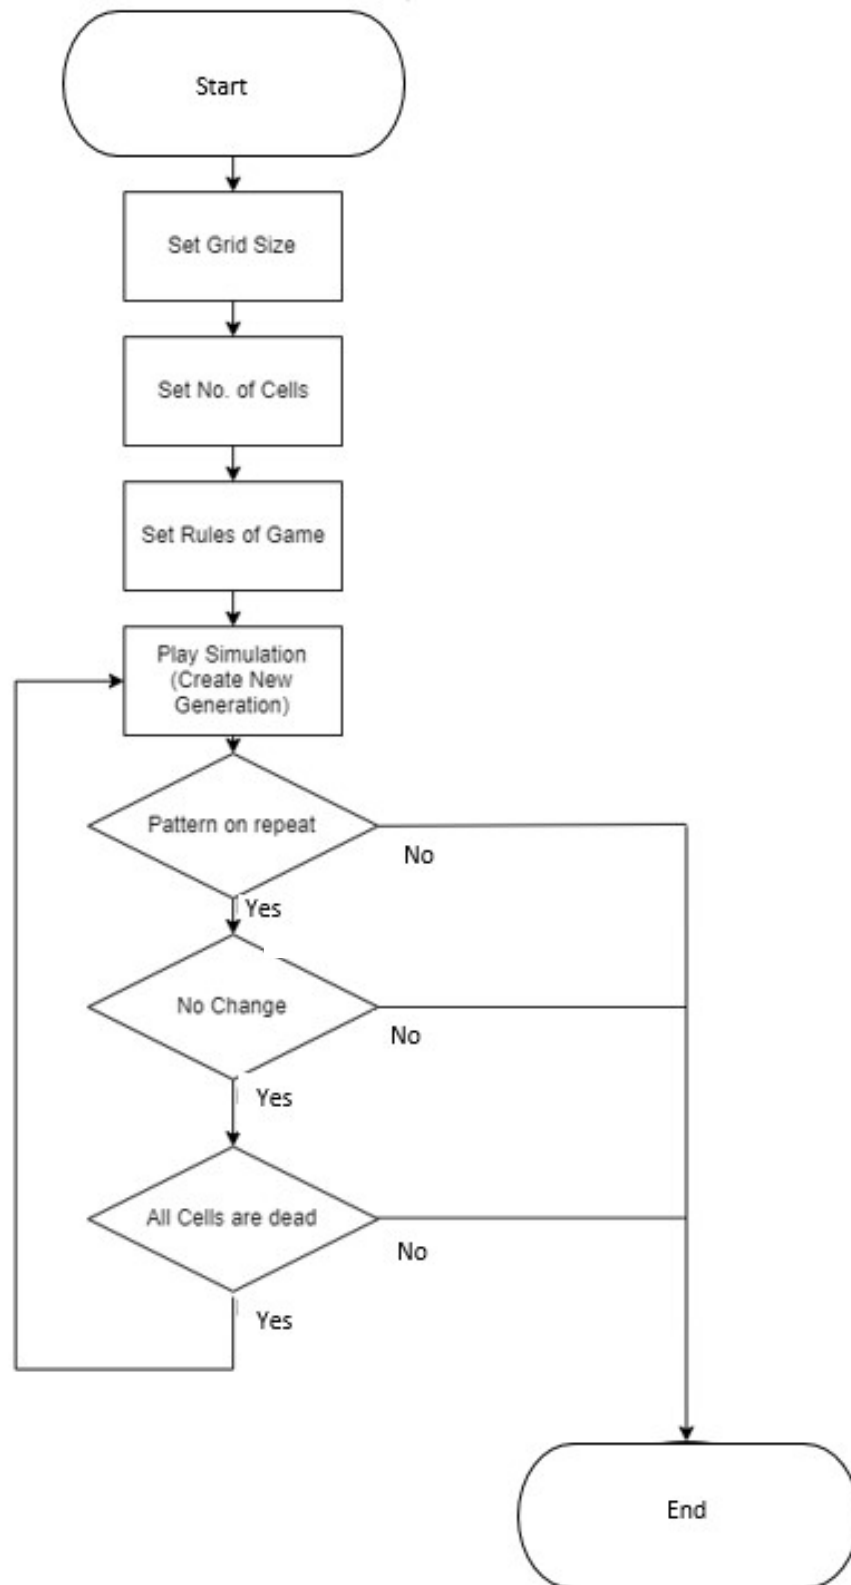 Start
Set Grid Size
Set No. of Cells
Set Rules of Game
Play Simulation
(Create New
Generation)
Pattern on repeat
No
Yes
No Change
No
Yes
All Cells are dead
No
Yes
End